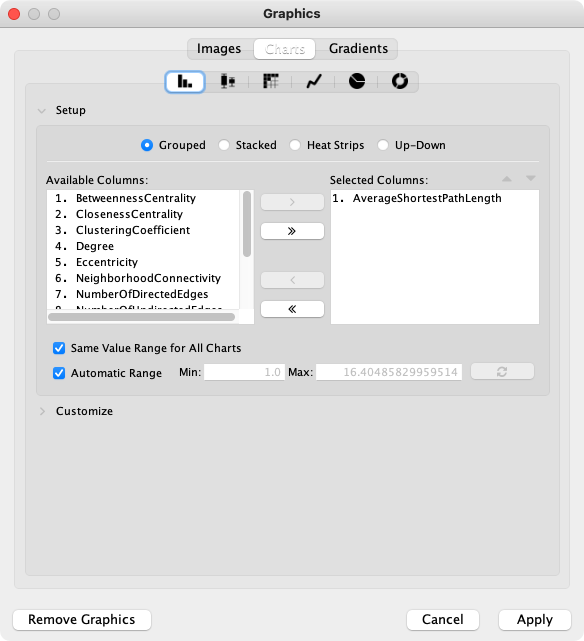 Graphics
Images Charts Gradients
Setup
Grouped Stacked Heat Strips Up-Down
Available Columns: Selected Columns:
1. BetweennessCentrality
2. ClosenessCentrality
3. ClusteringCoefficient
4. Degree
5. Eccentricity
6. NeighborhoodConnectivity
7. NumberOfDirectedEdges
8. NumberOfUndirectedEdges
1. AverageShortestPathLength
Same Value Range for All Charts
Automatic Range Min: 1.0 Max: 16.40485829959514
Customize
Remove Graphics Cancel Apply